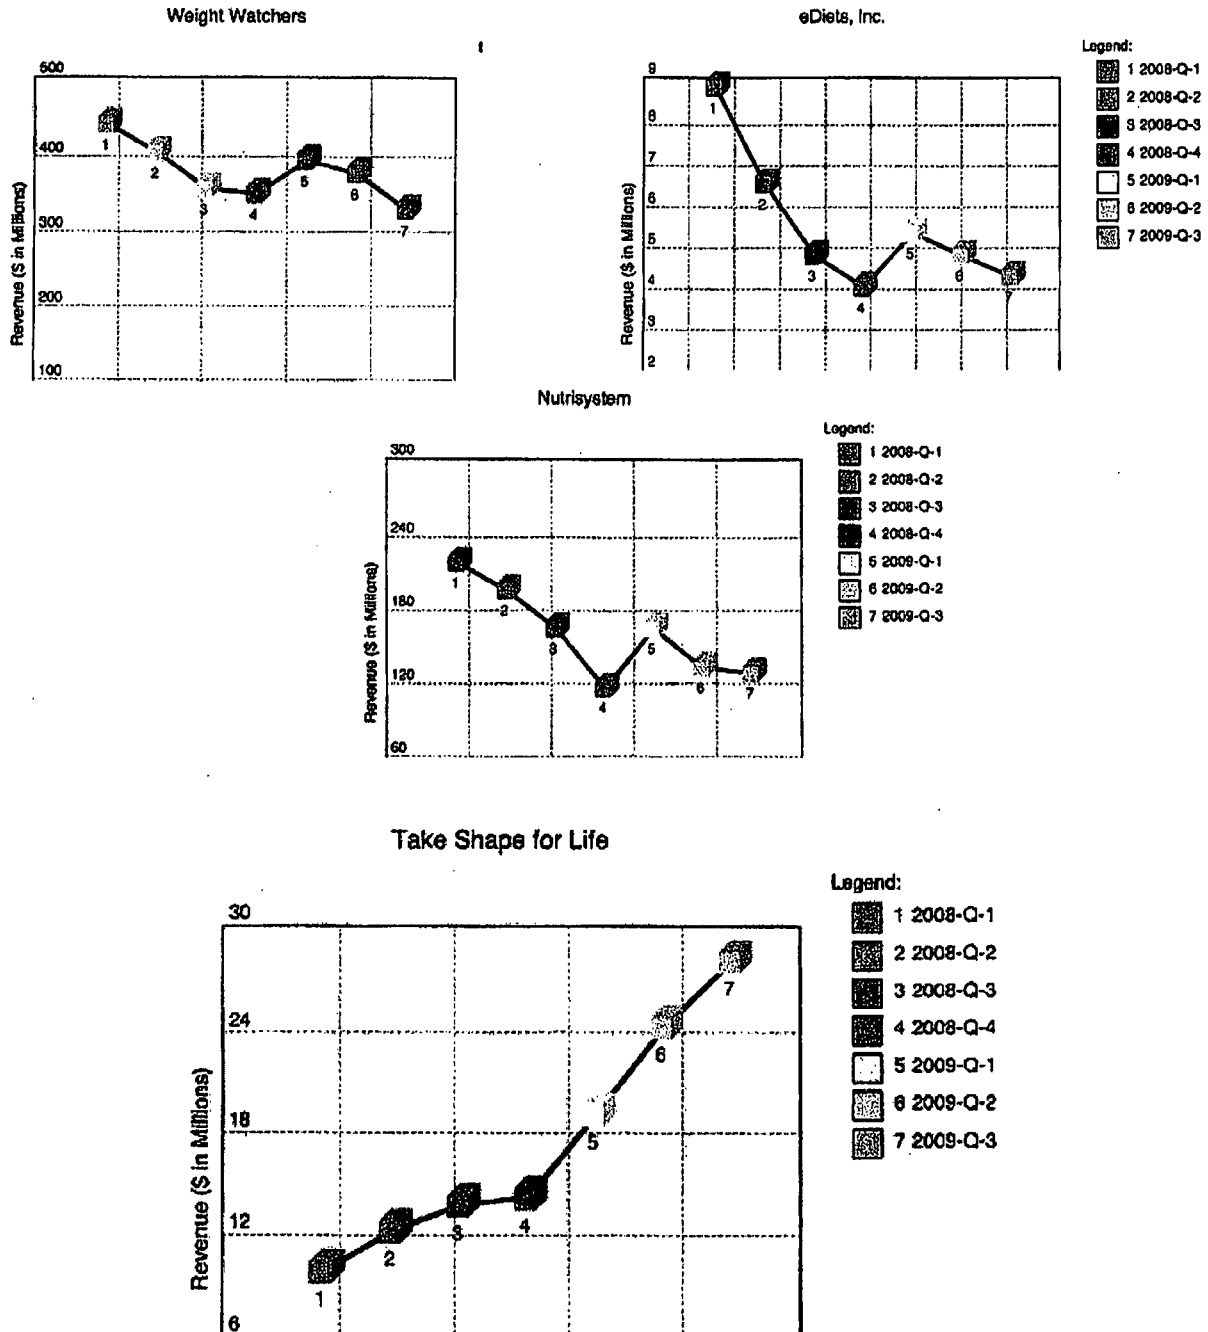 Weight Watchers
500
400
300
200
100
Revenue ($ in Millions)
1
2
3
4
5
6
7
eDiets, Inc.
9
8
7
6
5
4
3
2
Revenue ($ in Millions)
1
2
3
4
5
6
7
Legend:
1 2008-Q-1
2 2008-Q-2
3 2008-Q-3
4 2008-Q-4
5 2009-Q-1
6 2009-Q-2
7 2009-Q-3
Nutrisystem
300
240
180
120
60
Revenue ($ in Millions)
1
2
3
4
5
6
7
Legend:
1 2008-Q-1
2 2008-Q-2
3 2008-Q-3
4 2008-Q-4
5 2009-Q-1
6 2009-Q-2
7 2009-Q-3
Take Shape for Life
30
24
18
12
6
Revenue ($ in Millions)
1
2
3
4
5
6
7
Legend:
1 2008-Q-1
2 2008-Q-2
3 2008-Q-3
4 2008-Q-4
5 2009-Q-1
6 2009-Q-2
7 2009-Q-3